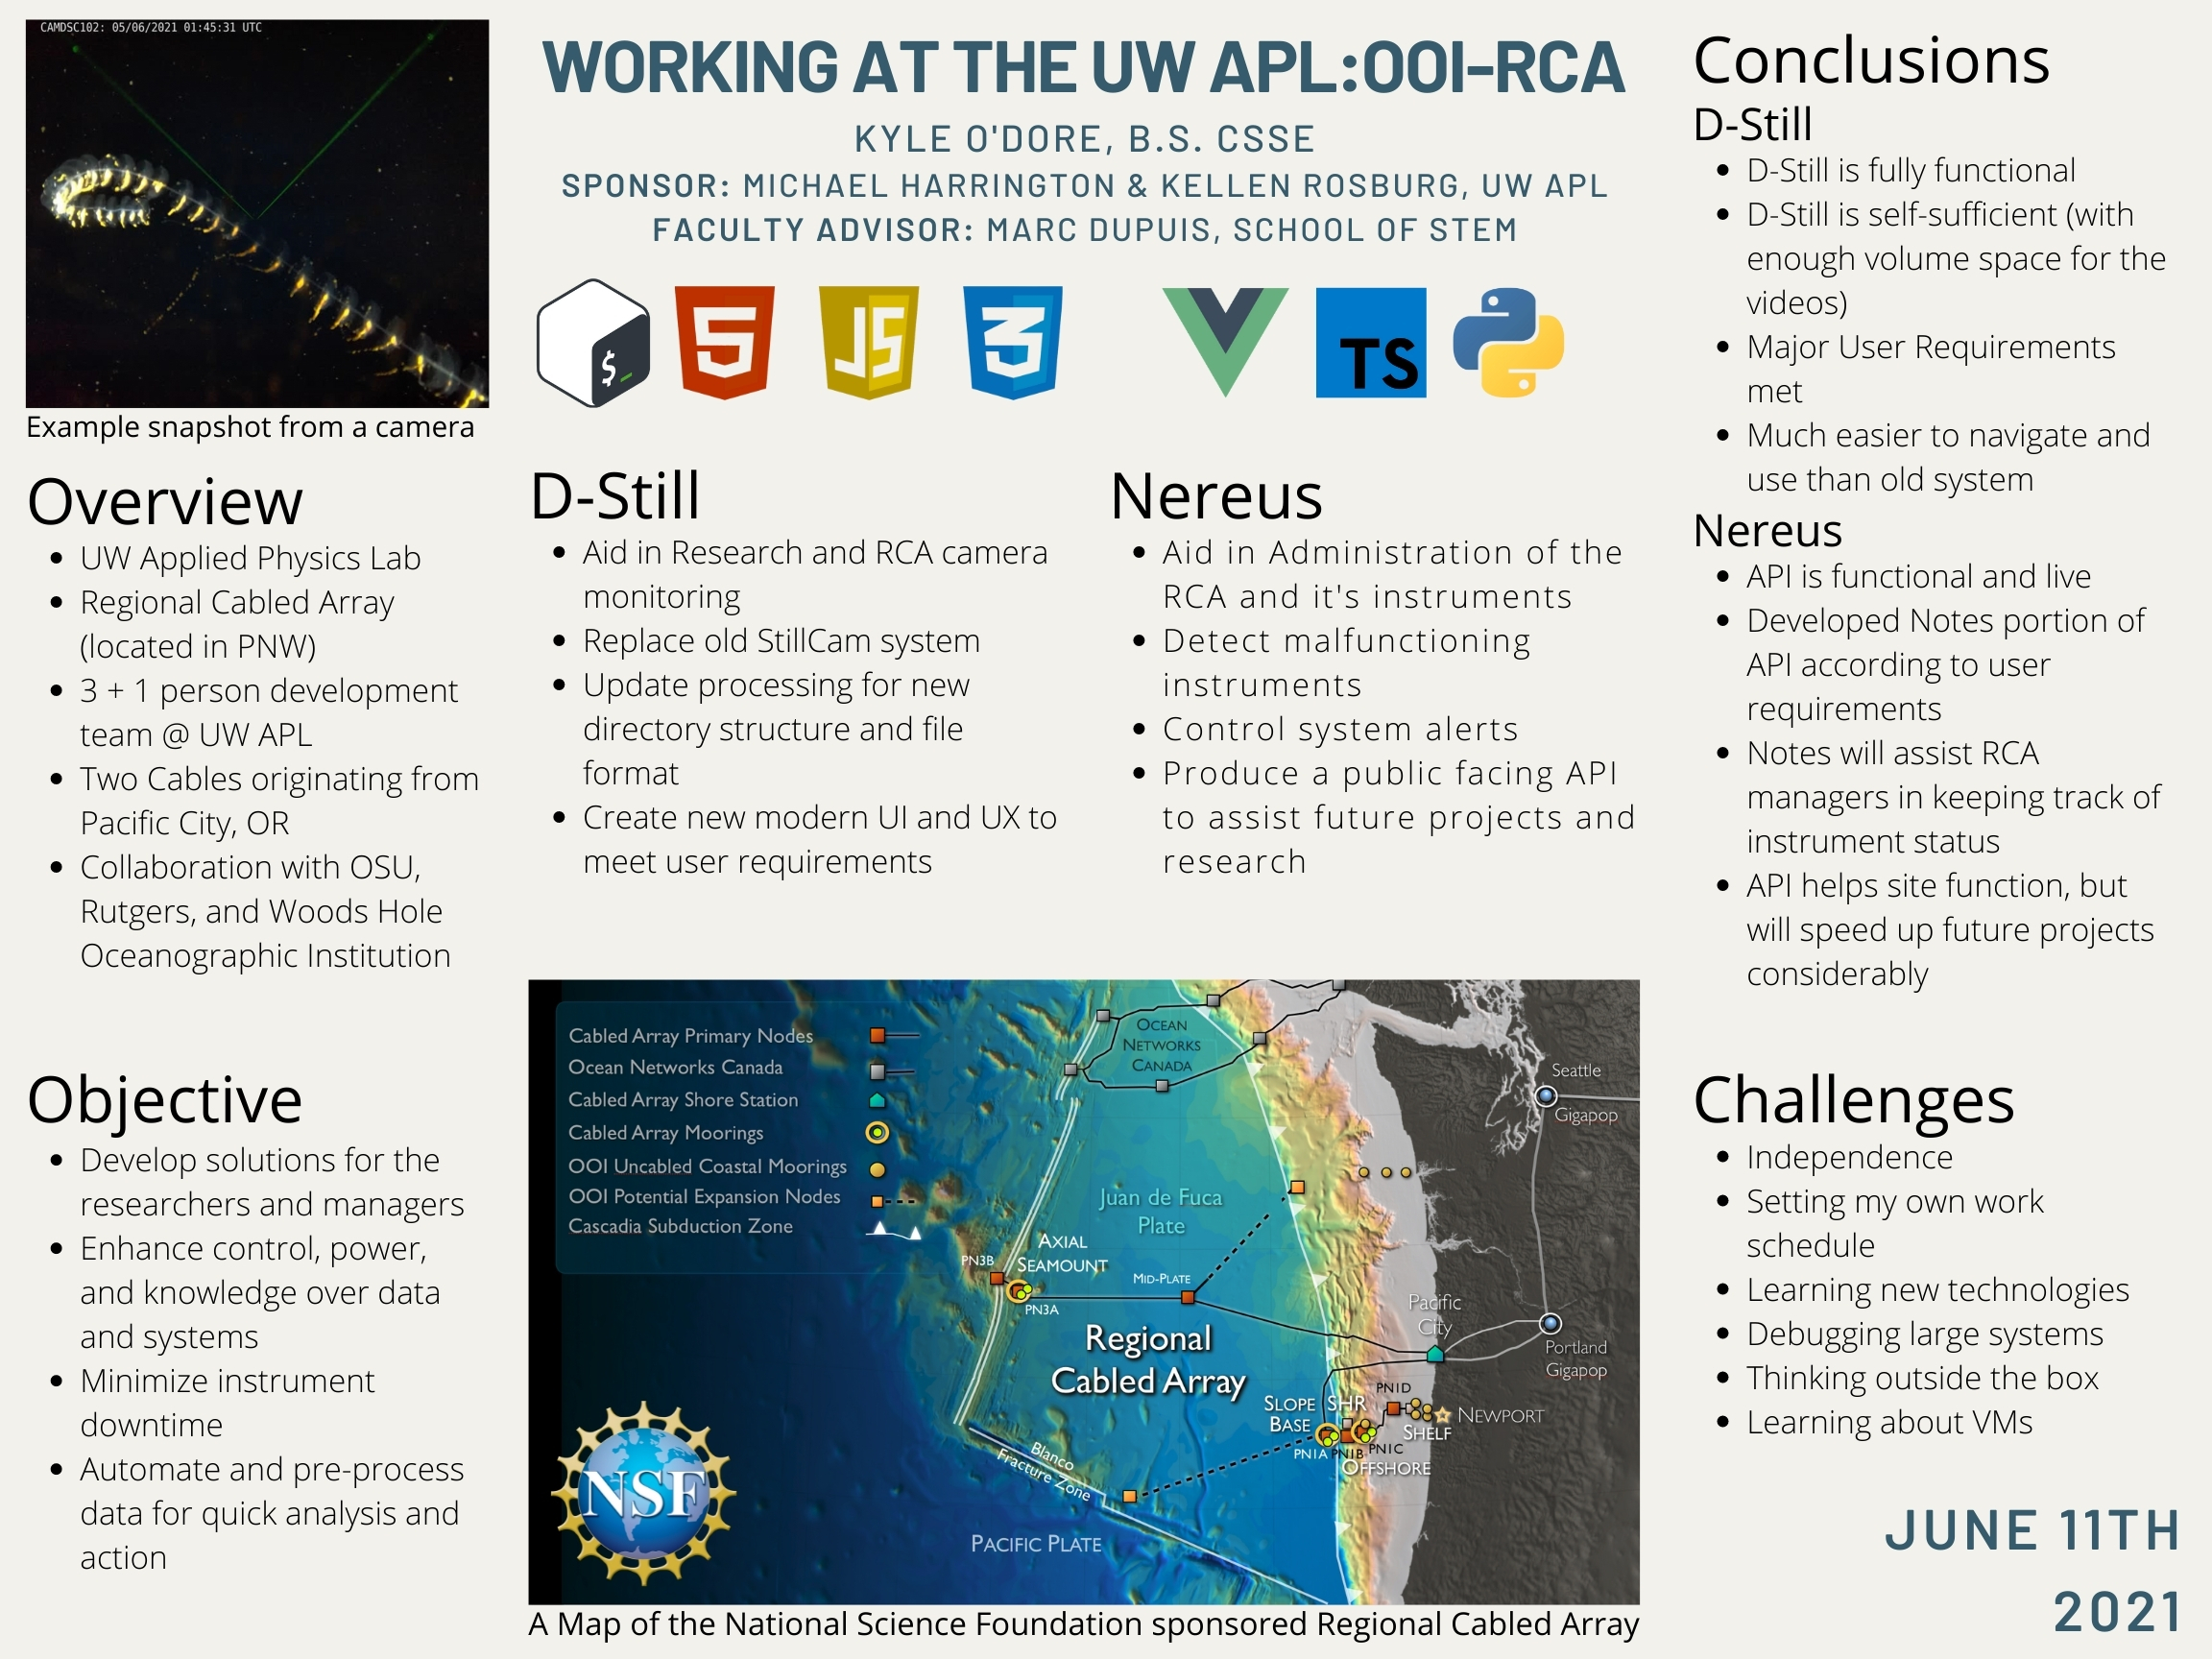 CAMDSC102: 05/06/2021 01:45:31 UTC
Example snapshot from a camera
WORKING AT THE UW APL:OOI-RCA
KYLE O'DORE, B.S. CSSE
SPONSOR: MICHAEL HARRINGTON & KELLEN ROSBURG, UW APL
FACULTY ADVISOR: MARC DUPUIS, SCHOOL OF STEM
$_
5
JS
3
TS
Overview
• UW Applied Physics Lab
• Regional Cabled Array
(located in PNW)
• 3 + 1 person development
team @ UW APL
• Two Cables originating from
Pacific City, OR
• Collaboration with OSU,
Rutgers, and Woods Hole
Oceanographic Institution
Objective
• Develop solutions for the
researchers and managers
• Enhance control, power,
and knowledge over data
and systems
• Minimize instrument
downtime
• Automate and pre-process
data for quick analysis and
action
D-Still
• Aid in Research and RCA camera
monitoring
• Replace old StillCam system
• Update processing for new
directory structure and file
format
• Create new modern UI and UX to
meet user requirements
Nereus
• Aid in Administration of the
RCA and it's instruments
• Detect malfunctioning
instruments
• Control system alerts
• Produce a public facing API
to assist future projects and
research
Cabled Array Primary Nodes
Ocean Networks Canada
Cabled Array Shore Station
Cabled Array Moorings
OOI Uncabled Coastal Moorings
OOI Potential Expansion Nodes
Cascadia Subduction Zone
OCEAN
NETWORKS
CANADA
Seattle
Gigapop
Juan de Fuca
Plate
AXIAL
SEAMOUNT
PN3B
PN3A
MID-PLATE
Regional
Cabled Array
Pacific
City
Portland
Gigapop
SLOPE
BASE
SHR
PN1D
NEWPORT
SHELF
PN1A
PN1B
PN1C
OFFSHORE
Blanco
Fracture Zone
PACIFIC PLATE
NSF
A Map of the National Science Foundation sponsored Regional Cabled Array
Conclusions
D-Still
• D-Still is fully functional
• D-Still is self-sufficient (with
enough volume space for the
videos)
• Major User Requirements
met
• Much easier to navigate and
use than old system
Nereus
• API is functional and live
• Developed Notes portion of
API according to user
requirements
• Notes will assist RCA
managers in keeping track of
instrument status
• API helps site function, but
will speed up future projects
considerably
Challenges
• Independence
• Setting my own work
schedule
• Learning new technologies
• Debugging large systems
• Thinking outside the box
• Learning about VMs
JUNE 11TH
2021